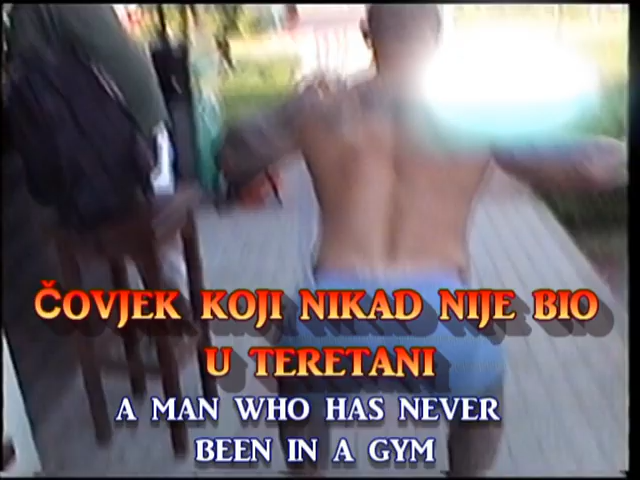 ČOVJEK KOJI NIKAD NIJE BIO
U TERETANI
A MAN WHO HAS NEVER
BEEN IN A GYM